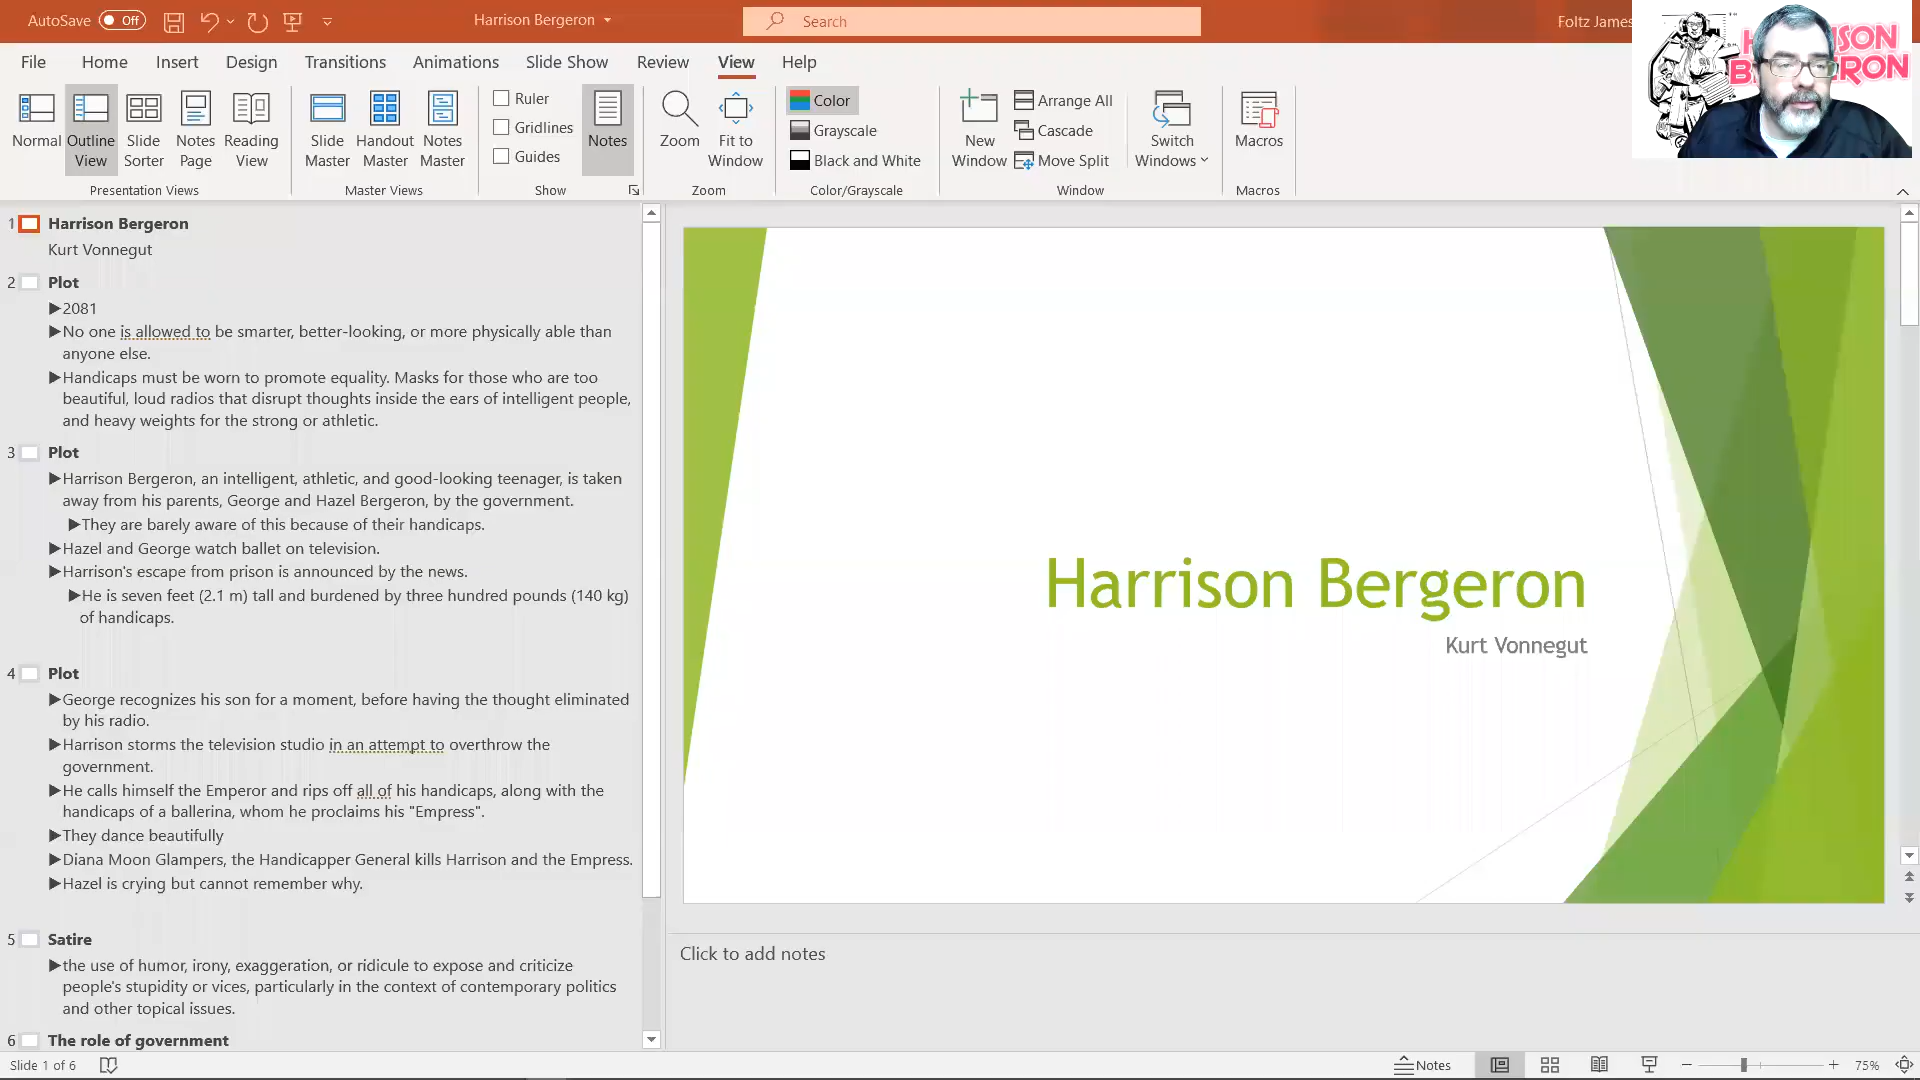 AutoSave Off
Harrison Bergeron
Search
Foltz James
File Home Insert Design Transitions Animations Slide Show Review View Help
Normal
Outline View
Slide Sorter
Notes Page
Reading View
Presentation Views
Slide Master
Handout Master
Notes Master
Master Views
Ruler
Gridlines
Guides
Show
Notes
Zoom
Fit to Window
Zoom
Color
Grayscale
Black and White
Color/Grayscale
New Window
Arrange All
Cascade
Move Split
Switch Windows
Window
Macros
Macros
BERGERON
1 Harrison Bergeron
Kurt Vonnegut
2 Plot
▶2081
▶No one is allowed to be smarter, better-looking, or more physically able than
anyone else.
▶Handicaps must be worn to promote equality. Masks for those who are too
beautiful, loud radios that disrupt thoughts inside the ears of intelligent people,
and heavy weights for the strong or athletic.
3 Plot
▶Harrison Bergeron, an intelligent, athletic, and good-looking teenager, is taken
away from his parents, George and Hazel Bergeron, by the government.
▶They are barely aware of this because of their handicaps.
▶Hazel and George watch ballet on television.
▶Harrison's escape from prison is announced by the news.
▶He is seven feet (2.1 m) tall and burdened by three hundred pounds (140 kg)
of handicaps.
4 Plot
▶George recognizes his son for a moment, before having the thought eliminated
by his radio.
▶Harrison storms the television studio in an attempt to overthrow the
government.
▶He calls himself the Emperor and rips off all of his handicaps, along with the
handicaps of a ballerina, whom he proclaims his "Empress".
▶They dance beautifully
▶Diana Moon Glampers, the Handicapper General kills Harrison and the Empress.
▶Hazel is crying but cannot remember why.
5 Satire
▶the use of humor, irony, exaggeration, or ridicule to expose and criticize
people's stupidity or vices, particularly in the context of contemporary politics
and other topical issues.
6 The role of government
Harrison Bergeron
Kurt Vonnegut
Click to add notes
Slide 1 of 6
Notes
75%